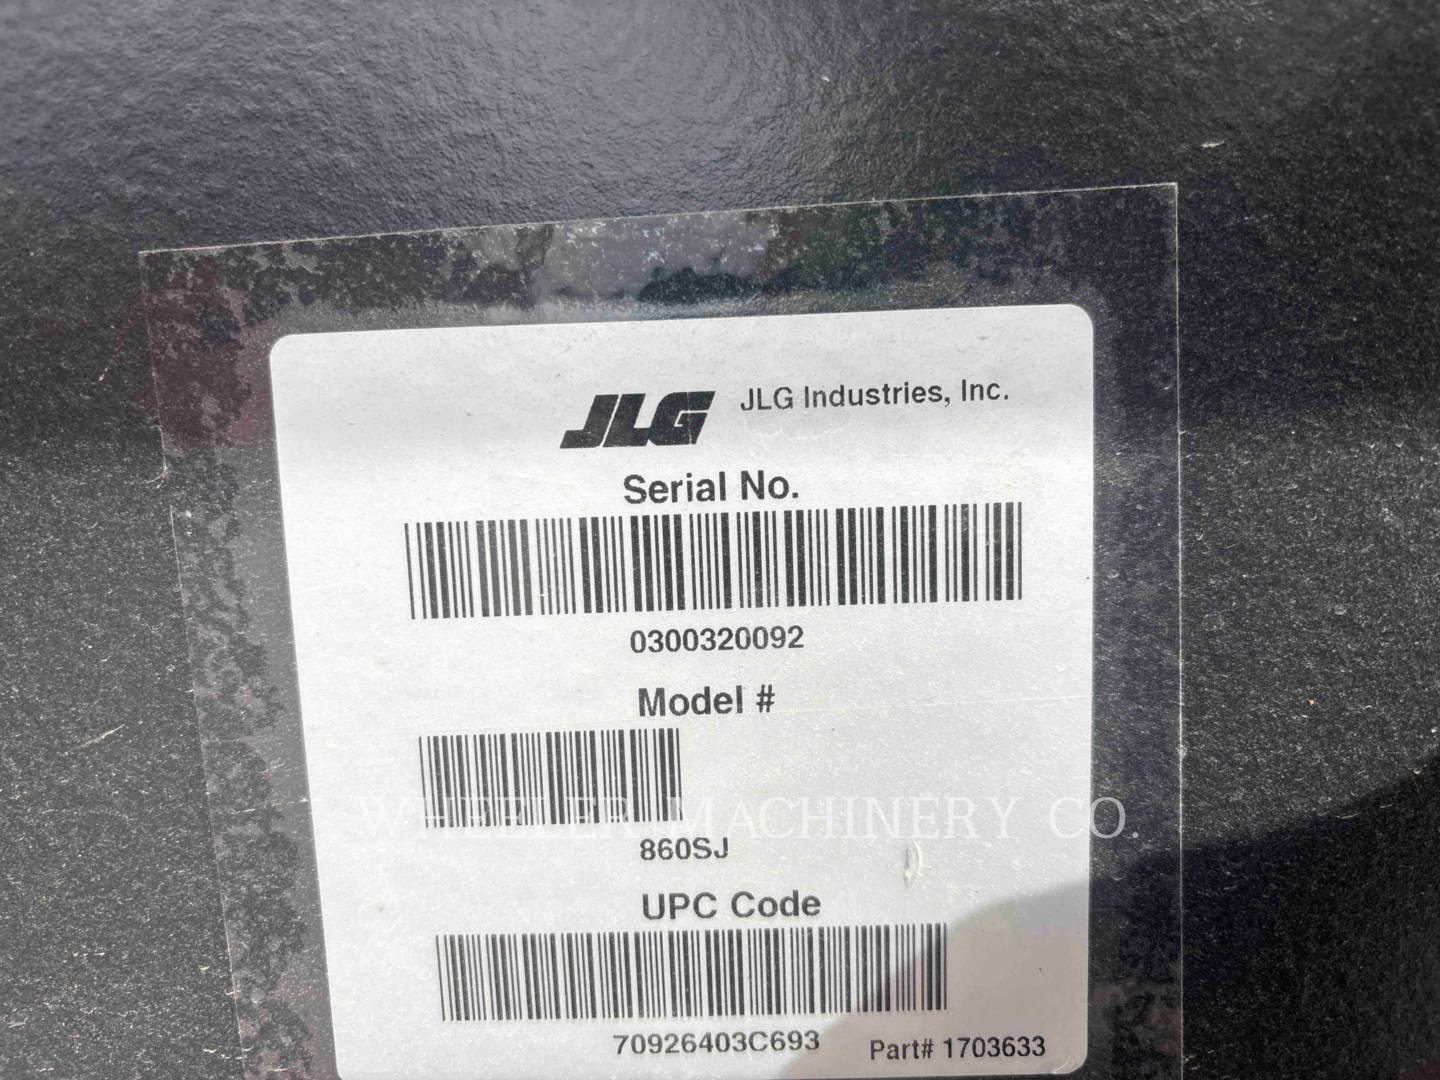 JLG JLG Industries, Inc.
Serial No.
0300320092
Model #
WHEELER MACHINERY CO.
860SJ
UPC Code
70926403C693 Part# 1703633